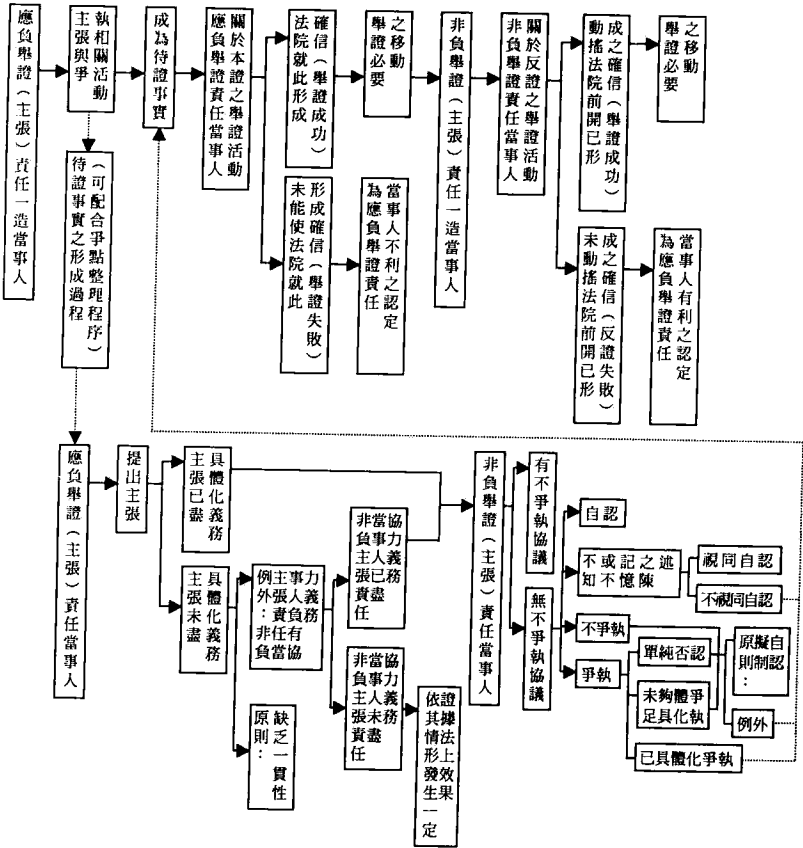 應負舉證（主張）責任一造當事人
主張與爭
執相關活動
成為待證事實
應負舉證責任當事人
關於本證之舉證活動
法院就此形成
確信（舉證成功）
舉證必要
之移動
非負舉證（主張）責任一造當事人
非負舉證責任當事人
關於反證之舉證活動
動搖法院前開已形
成之確信（舉證成功）
舉證必要
之移動
待證事實之形成過程
（可配合爭點整理程序）
未能使法院就此
形成確信（舉證失敗）
為應負舉證責任
當事人不利之認定
未動搖法院前開已形
成之確信（反證失敗）
為應負舉證責任
當事人有利之認定
應負舉證（主張）責任當事人
提出主張
主張已盡
具體化義務
主張未盡
具體化義務
例外：非負
主張責任當
事人負有協
力義務
原則：
缺乏一貫性
非負主張責任
當事人已盡
協力義務
非負主張責任
當事人未盡
協力義務
依其情形發生一定
證據法上效果
非負舉證（主張）責任當事人
有不爭執協議
無不爭執協議
自認
不知
或不
記憶
之陳
述
視同自認
不視同自認
不爭執
爭執
單純否認
未足
夠具
體化
爭執
已具體化爭執
原則：
擬制
自認
例外